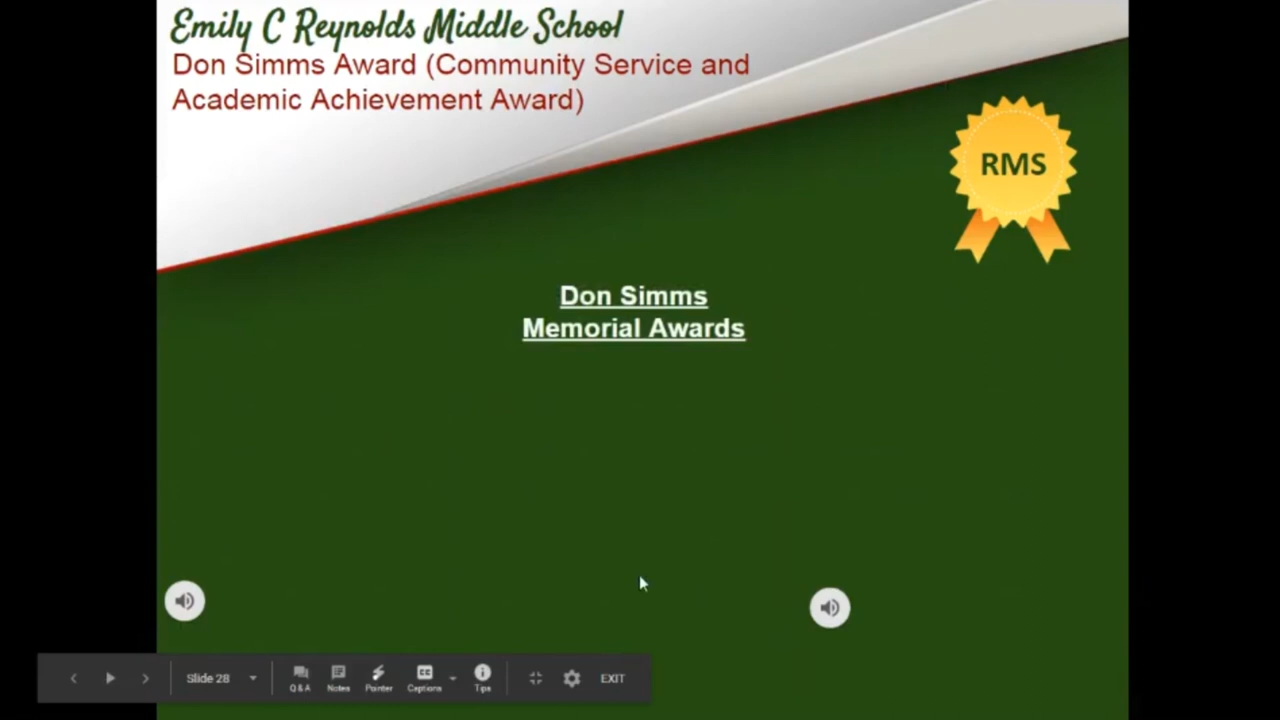 Emily C Reynolds Middle School
Don Simms Award (Community Service and
Academic Achievement Award)
RMS
Don Simms
Memorial Awards
Slide 28
Q&A
Notes
Pointer
CC
Captions
Tips
EXIT